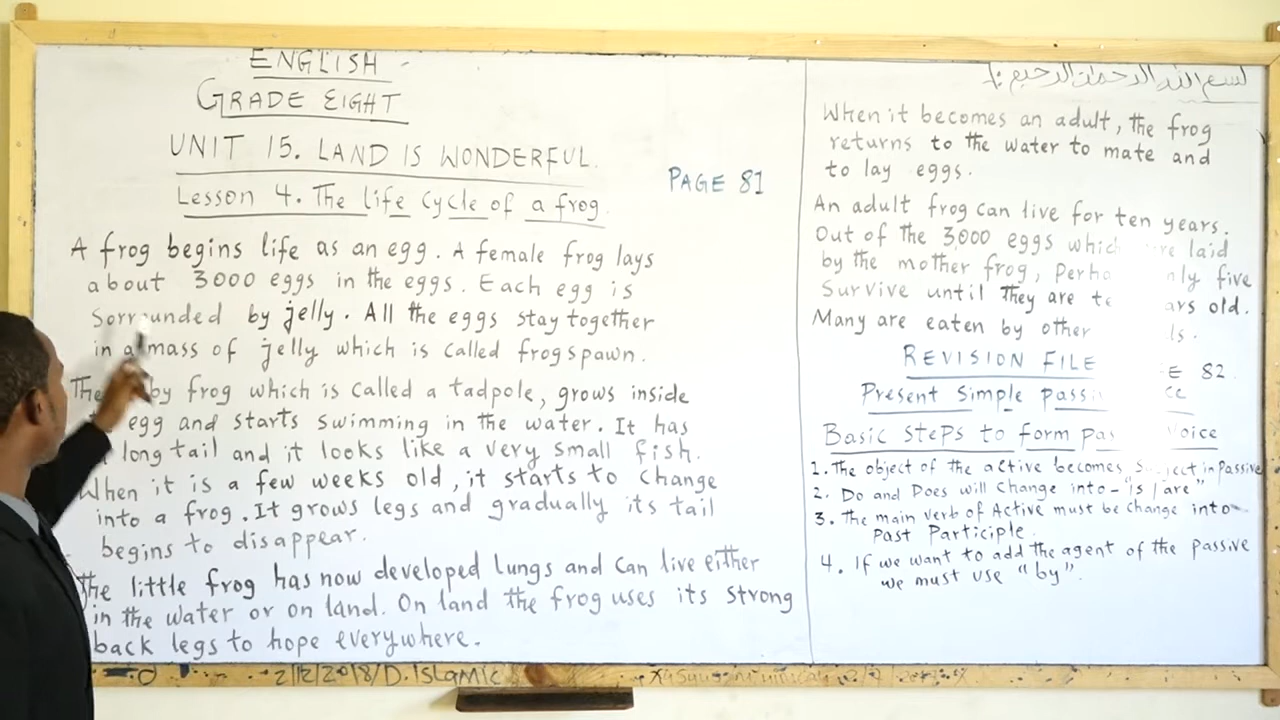 ENGLISH
GRADE EIGHT
UNIT 15. LAND IS WONDERFUL.
PAGE 81
Lesson 4. The life cycle of a frog.
A frog begins life as an egg. A female frog lays
about 3000 eggs in the eggs. Each egg is
Sorrounded by jelly. All the eggs stay together
in a mass of jelly which is called frogspawn.
frog which is called a tadpole, grows inside
egg and starts swimming in the water. It has
long tail and it looks like a very small fish.
When it is a few weeks old, it starts to change
into a frog. It grows legs and gradually its tail
begins to disappear.
The little frog has now developed lungs and can live either
in the water or on land. On land the frog uses its strong
back legs to hope everywhere.
بسم الله الرحمن الرحيم
When it becomes an adult, the frog
returns to the water to mate and
to lay eggs.
An adult frog can live for ten years.
Out of the 3,000 eggs which laid
by the mother frog, five
Survive until They are old.
Many are eaten by other
REVISION FILE
82
Present Simple
Basic steps to form Voice
1. The object of the active becomes in passive
2. Do and Does will change into - "is / are"
3. The main verb of Active must be change into
Past Participle.
4. If we want to add the agent of the passive
we must use "by".
2/12/2018/D. Islamic